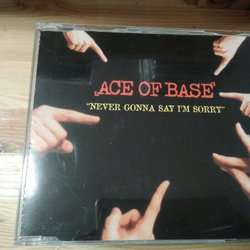 ACE OF BASE
"NEVER GONNA SAY I'M SORRY"